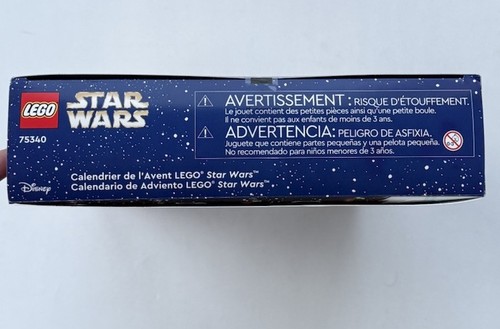 LEGO
STAR
WARS
75340
Disney
Calendrier de l'Avent LEGO® Star Wars™
Calendario de Adviento LEGO® Star Wars™
AVERTISSEMENT : RISQUE D'ÉTOUFFEMENT.
Le jouet contient des petites pièces ainsi qu'une petite boule.
Il ne convient pas aux enfants de moins de 3 ans.
ADVERTENCIA: PELIGRO DE ASFIXIA.
Juguete que contiene partes pequeñas y una pelota pequeña.
No recomendado para niños menores de 3 años.